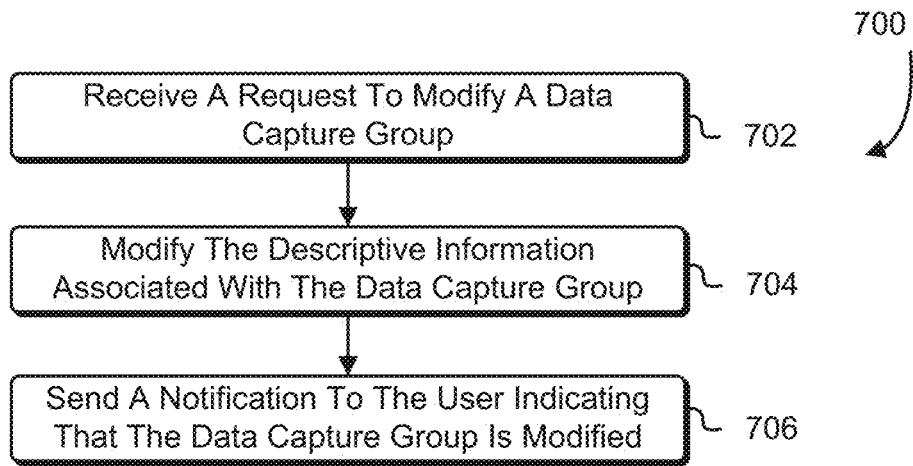 700
Receive A Request To Modify A Data
Capture Group
702
Modify The Descriptive Information
Associated With The Data Capture Group
704
Send A Notification To The User Indicating
That The Data Capture Group Is Modified
706